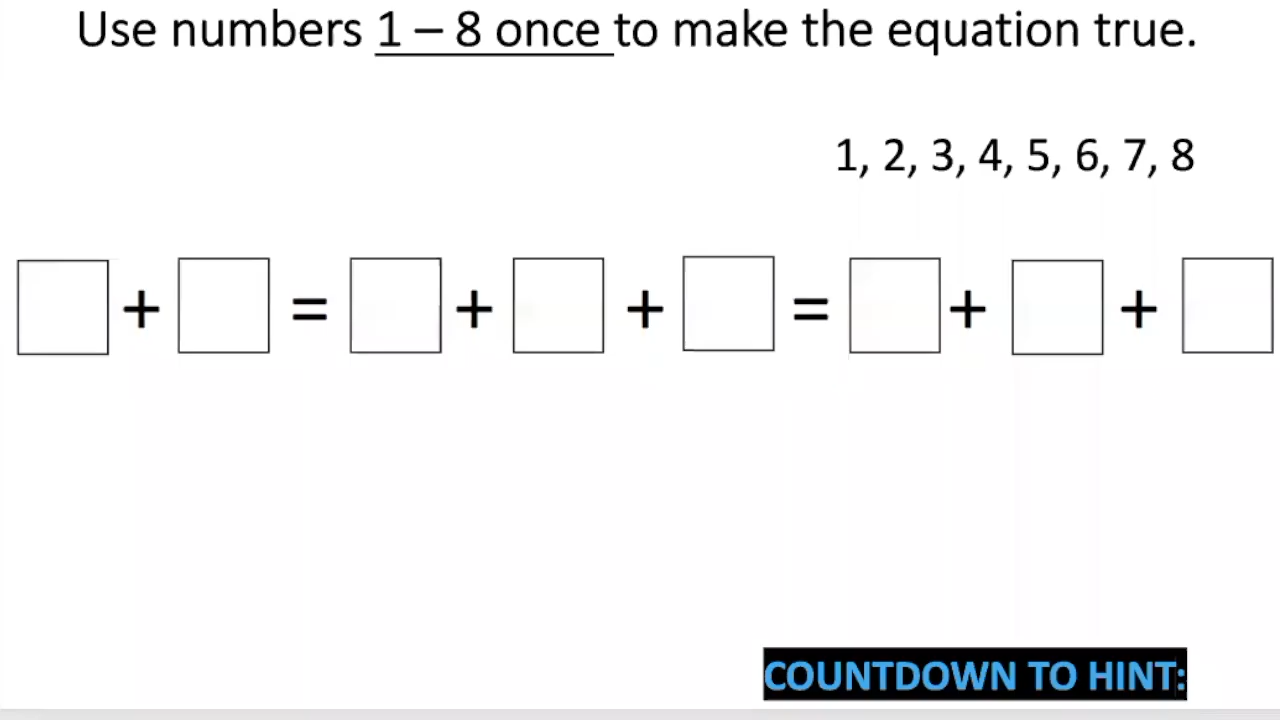 Use numbers 1 – 8 once to make the equation true.
1, 2, 3, 4, 5, 6, 7, 8
+ = + + = + +
COUNTDOWN TO HINT: